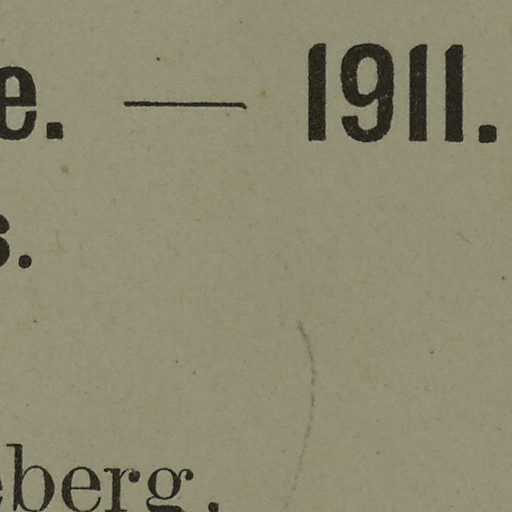 e. — 1911.
s.
eberg.